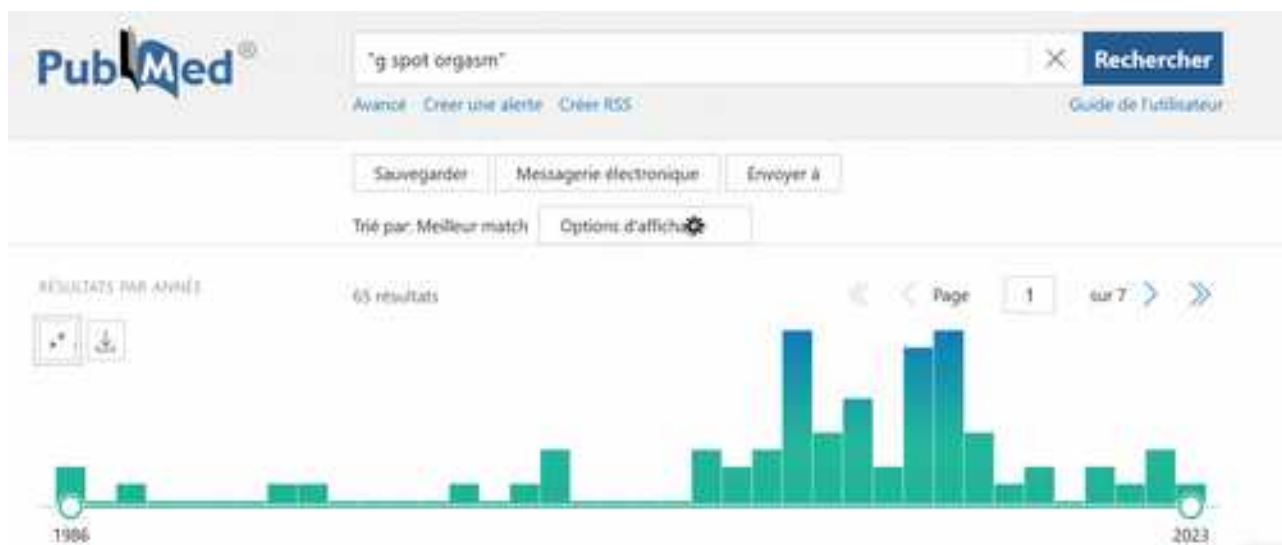 PubMed®
"g spot orgasm"
Rechercher
Avancé Créer une alerte Créer RSS
Guide de l'utilisateur
Sauvegarder Messagerie électronique Envoyer à
Trié par: Meilleur match Options d'affichage
RÉSULTATS PAR ANNÉE
65 résultats
Page 1 sur 7
1986
2023